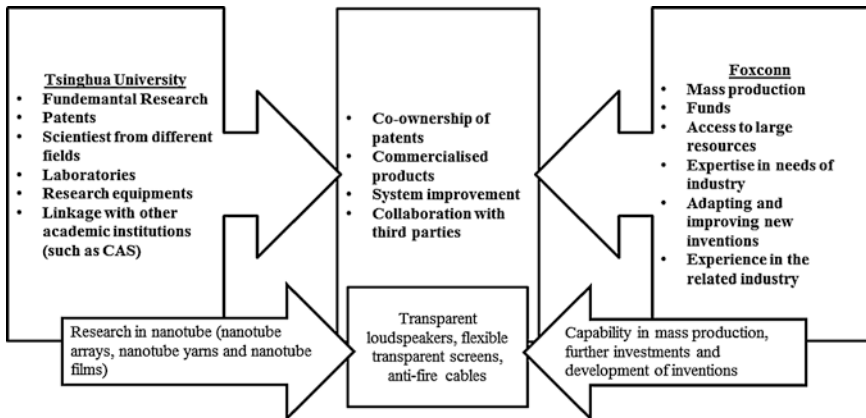 Tsinghua University
• Fundemantal Research
• Patents
• Scientiest from different
fields
• Laboratories
• Research equipments
• Linkage with other
academic institutions
(such as CAS)
• Co-ownership of
patents
• Commercialised
products
• System improvement
• Collaboration with
third parties
Foxconn
• Mass production
• Funds
• Access to large
resources
• Expertise in needs of
industry
• Adapting and
improving new
inventions
• Experience in the
related industry
Research in nanotube (nanotube
arrays, nanotube yarns and nanotube
films)
Transparent
loudspeakers, flexible
transparent screens,
anti-fire cables
Capability in mass production,
further investments and
development of inventions